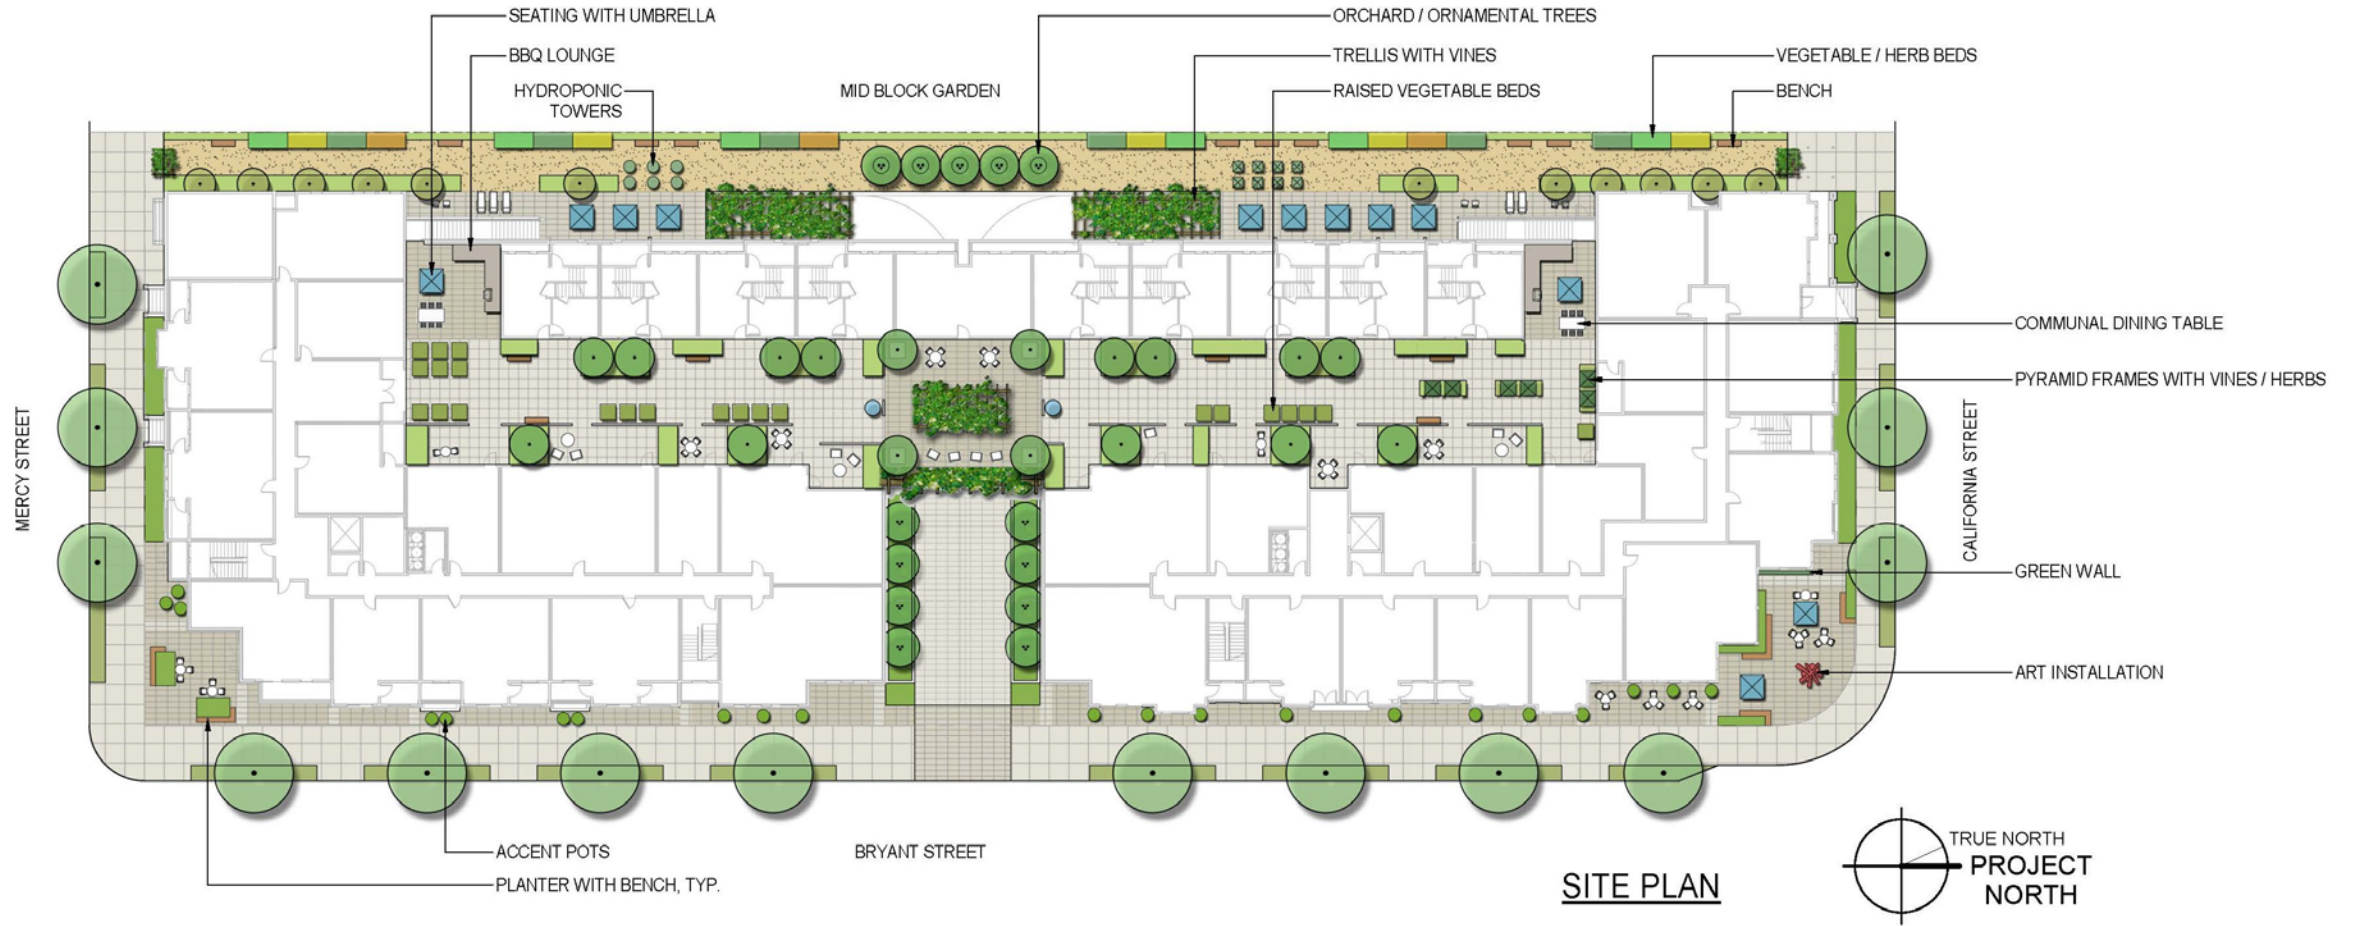 SEATING WITH UMBRELLA
ORCHARD / ORNAMENTAL TREES
BBQ LOUNGE
TRELLIS WITH VINES
VEGETABLE / HERB BEDS
HYDROPONIC
TOWERS
MID BLOCK GARDEN
RAISED VEGETABLE BEDS
BENCH
COMMUNAL DINING TABLE
PYRAMID FRAMES WITH VINES / HERBS
MERCY STREET
CALIFORNIA STREET
GREEN WALL
ART INSTALLATION
ACCENT POTS
BRYANT STREET
PLANTER WITH BENCH, TYP.
SITE PLAN
TRUE NORTH
PROJECT
NORTH